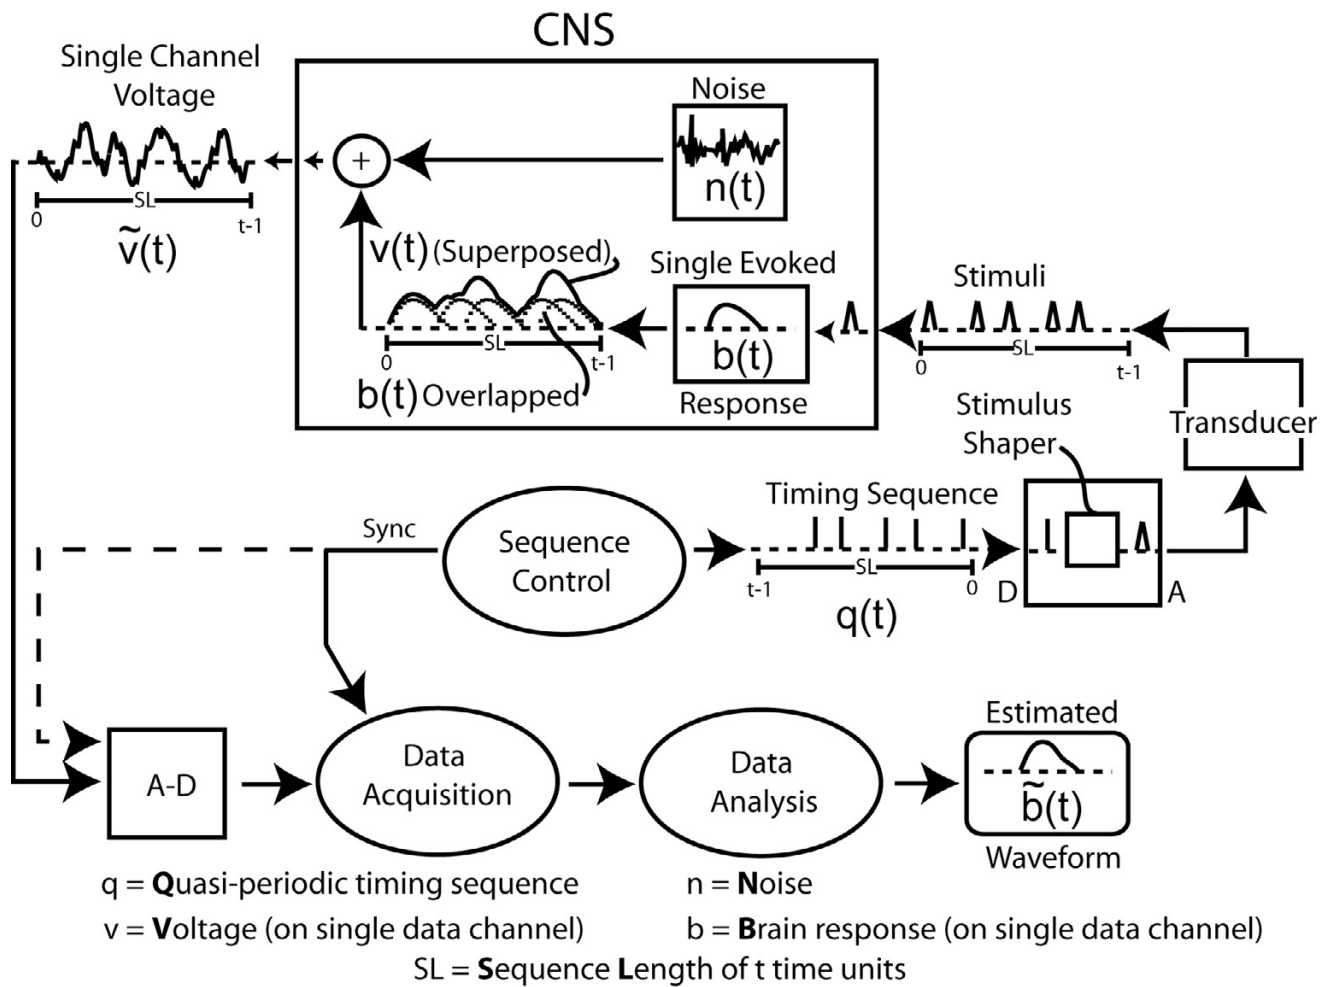 CNS
Single Channel
Voltage
Noise
n(t)
+
SL
0
t-1
ṽ(t)
v(t) (Superposed)
Single Evoked
b(t)
Response
SL
0
t-1
b(t) Overlapped
Stimuli
SL
0
t-1
Transducer
Stimulus
Shaper
Timing Sequence
SL
t-1
0
q(t)
D
A
Sync
Sequence
Control
A-D
Data
Acquisition
Data
Analysis
Estimated
b̃(t)
Waveform
q = Quasi-periodic timing sequence
n = Noise
v = Voltage (on single data channel)
b = Brain response (on single data channel)
SL = Sequence Length of t time units